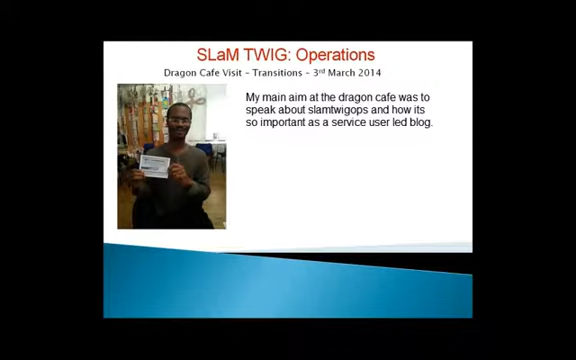 SLaM TWIG: Operations
Dragon Cafe Visit – Transitions – 3rd March 2014
My main aim at the dragon cafe was to
speak about slamtwigops and how its
so important as a service user led blog.